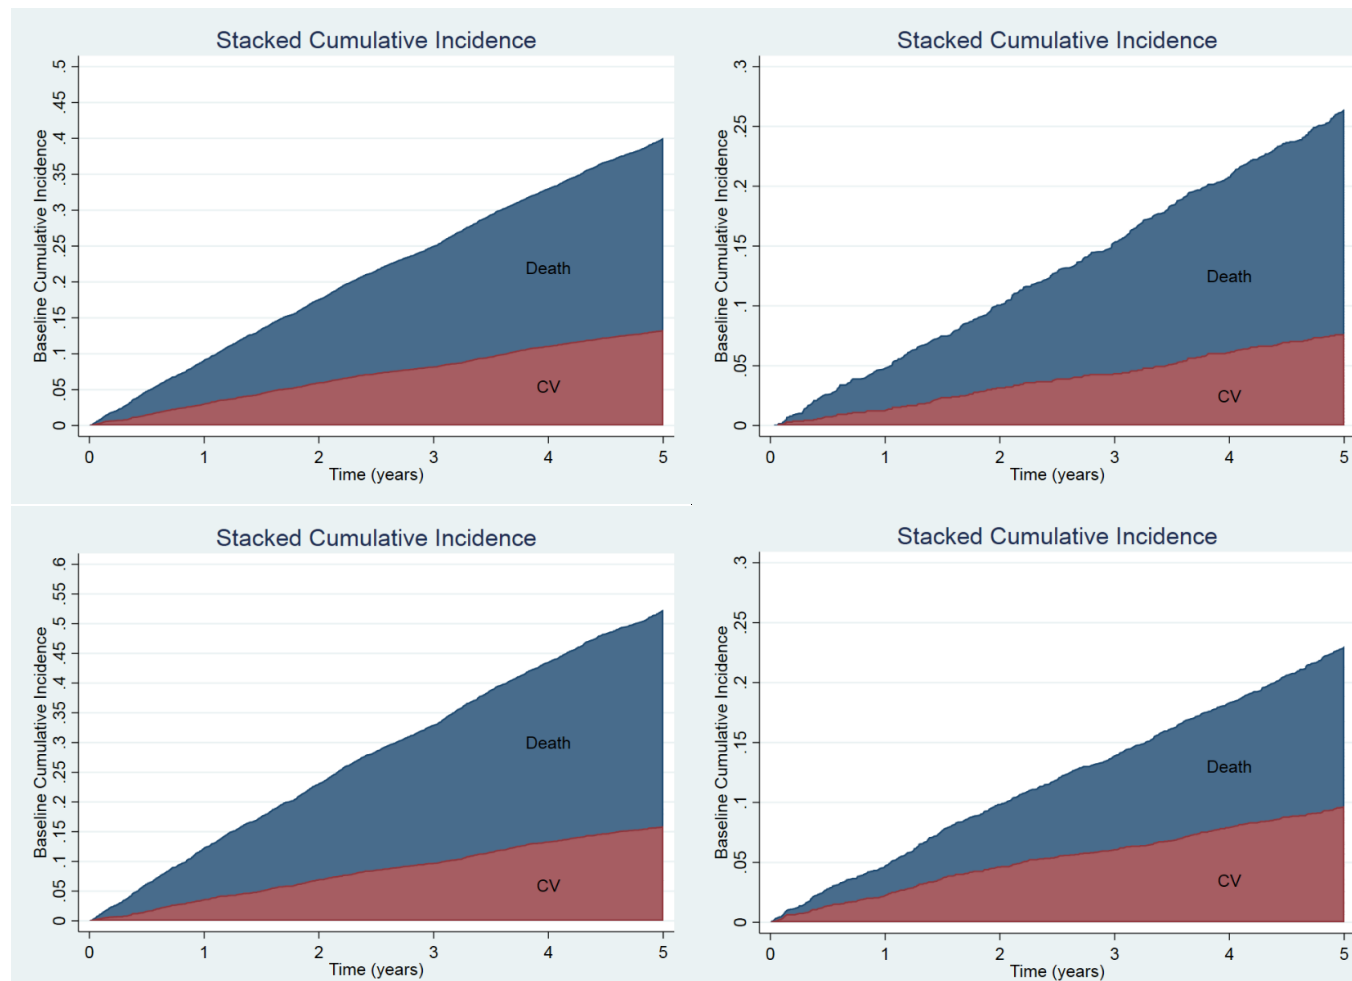 Stacked Cumulative Incidence
Baseline Cumulative Incidence
.5
.45
.4
.35
.3
.25
.2
.15
.1
.05
0
Death
CV
0 1 2 3 4 5
Time (years)
Stacked Cumulative Incidence
Baseline Cumulative Incidence
.3
.25
.2
.15
.1
.05
0
Death
CV
0 1 2 3 4 5
Time (years)
Stacked Cumulative Incidence
Baseline Cumulative Incidence
.6
.55
.5
.45
.4
.35
.3
.25
.2
.15
.1
.05
0
Death
CV
0 1 2 3 4 5
Time (years)
Stacked Cumulative Incidence
Baseline Cumulative Incidence
.3
.25
.2
.15
.1
.05
0
Death
CV
0 1 2 3 4 5
Time (years)